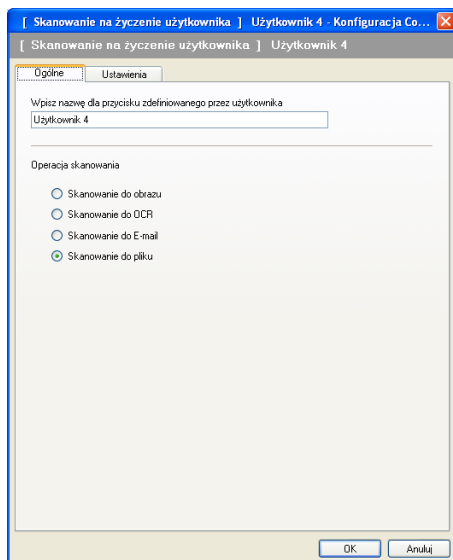 [ Skanowanie na życzenie użytkownika ] Użytkownik 4 - Konfiguracja Co...
[ Skanowanie na życzenie użytkownika ] Użytkownik 4
Ogólne Ustawienia
Wpisz nazwę dla przycisku zdefiniowanego przez użytkownika
Użytkownik 4
Operacja skanowania
Skanowanie do obrazu
Skanowanie do OCR
Skanowanie do E-mail
Skanowanie do pliku
OK Anuluj